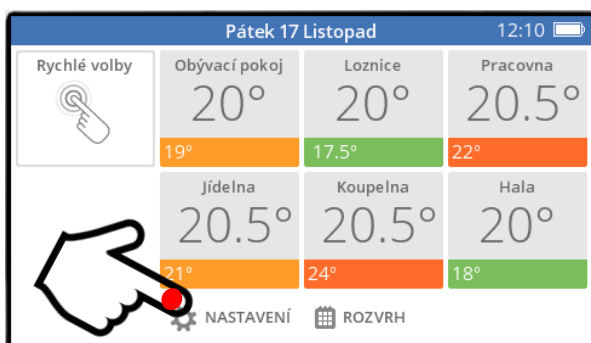 Pátek 17 Listopad 12:10
Rychlé volby
Obývací pokoj
20°
19°
Loznice
20°
17.5°
Pracovna
20.5°
22°
Jídelna
20.5°
21°
Koupelna
20.5°
24°
Hala
20°
18°
NASTAVENÍ ROZVRH